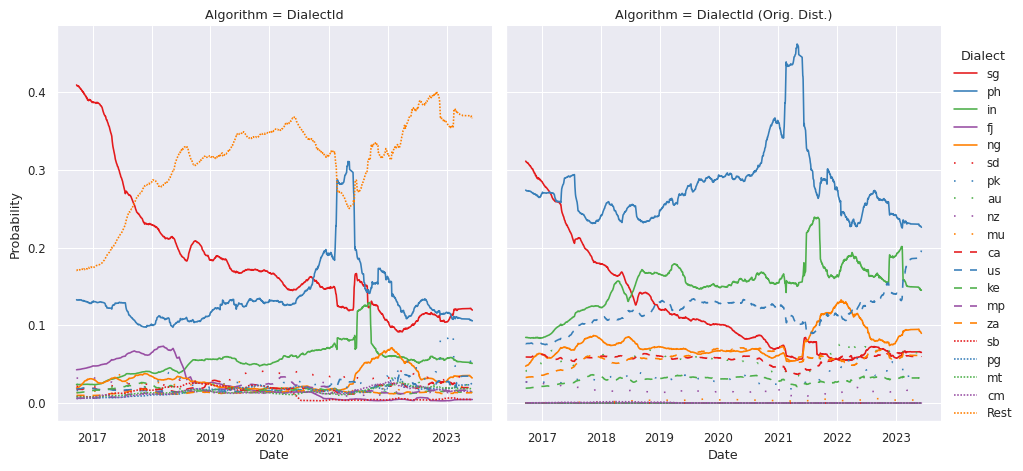 Algorithm = DialectId
Algorithm = DialectId (Orig. Dist.)
Probability
0.4
0.3
0.2
0.1
0.0
2017 2018 2019 2020 2021 2022 2023
Date
2017 2018 2019 2020 2021 2022 2023
Date
Dialect
sg
ph
in
fj
ng
sd
pk
au
nz
mu
ca
us
ke
mp
za
sb
pg
mt
cm
Rest